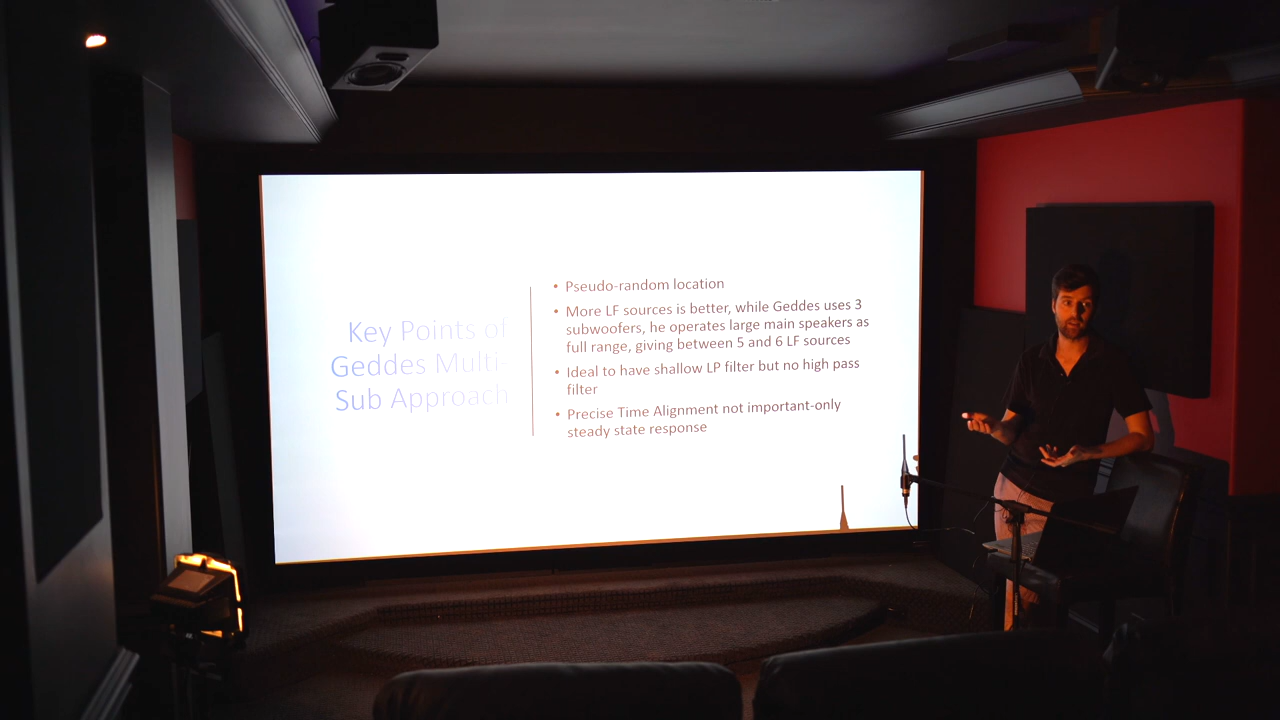 Key Points of
Geddes Multi-
Sub Approach
• Pseudo-random location
• More LF sources is better, while Geddes uses 3
subwoofers, he operates large main speakers as
full range, giving between 5 and 6 LF sources
• Ideal to have shallow LP filter but no high pass
filter
• Precise Time Alignment not important-only
steady state response